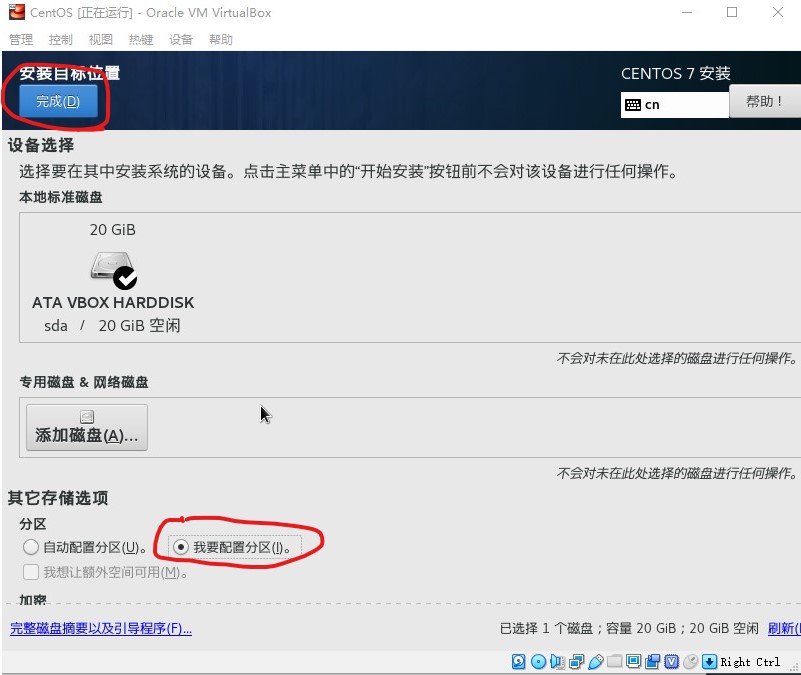 CentOS [正在运行] - Oracle VM VirtualBox
管理 控制 视图 热键 设备 帮助
安装目标位置
CENTOS 7 安装
完成(D)
cn
帮助！
设备选择
选择要在其中安装系统的设备。点击主菜单中的“开始安装”按钮前不会对该设备进行任何操作。
本地标准磁盘
20 GiB
ATA VBOX HARDDISK
sda / 20 GiB 空闲
不会对未在此处选择的磁盘进行任何操作。
专用磁盘 & 网络磁盘
添加磁盘(A)...
不会对未在此处选择的磁盘进行任何操作。
其它存储选项
分区
自动配置分区(U)。 我要配置分区(I)。
我想让额外空间可用(M)。
加密
完整磁盘摘要以及引导程序(F)...
已选择 1 个磁盘；容量 20 GiB；20 GiB 空闲 刷新(
Right Ctrl